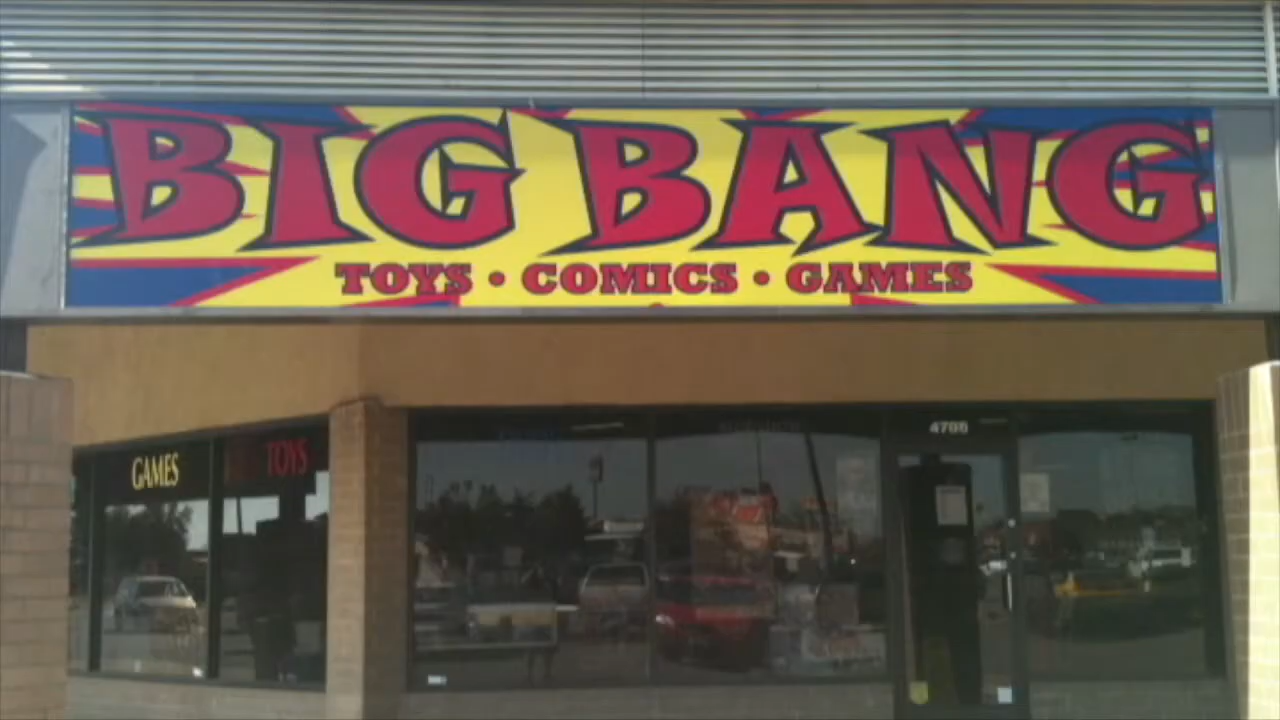 BIG BANG
TOYS • COMICS • GAMES
GAMES
TOYS
4705